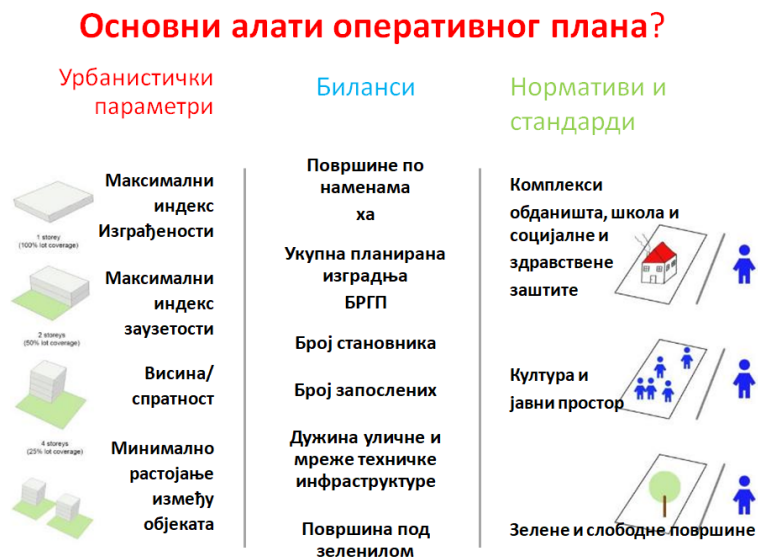 Основни алати оперативног плана?
Урбанистички
параметри
Максимални
индекс
Изграђености
1 storey
(100% lot coverage)
Максимални
индекс
заузетости
2 storeys
(50% lot coverage)
Висина/
спратност
4 storeys
(25% lot coverage)
Минимално
растојање
између
објеката
Биланси
Површине по
наменама
ха
Укупна планирана
изградња
БРГП
Број становника
Број запослених
Дужина уличне и
мреже техничке
инфраструктуре
Површина под
зеленилом
Нормативи и
стандарди
Комплекси
обданишта, школа и
социјалне и
здравствене
заштите
Култура и
јавни простор
Зелене и слободне површине